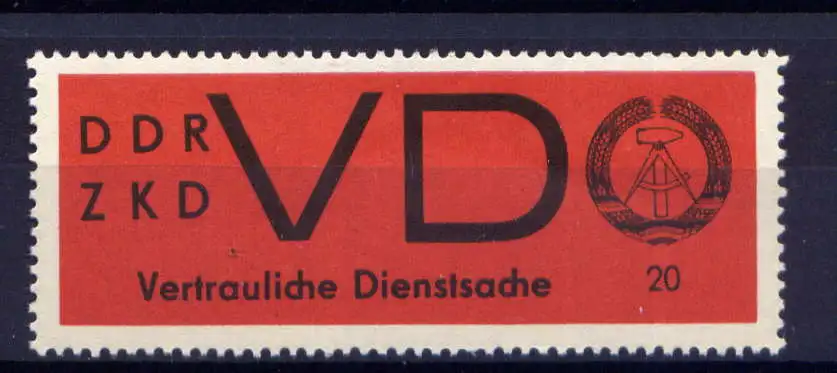 DDR
ZKD
VD
Vertrauliche Dienstsache
20